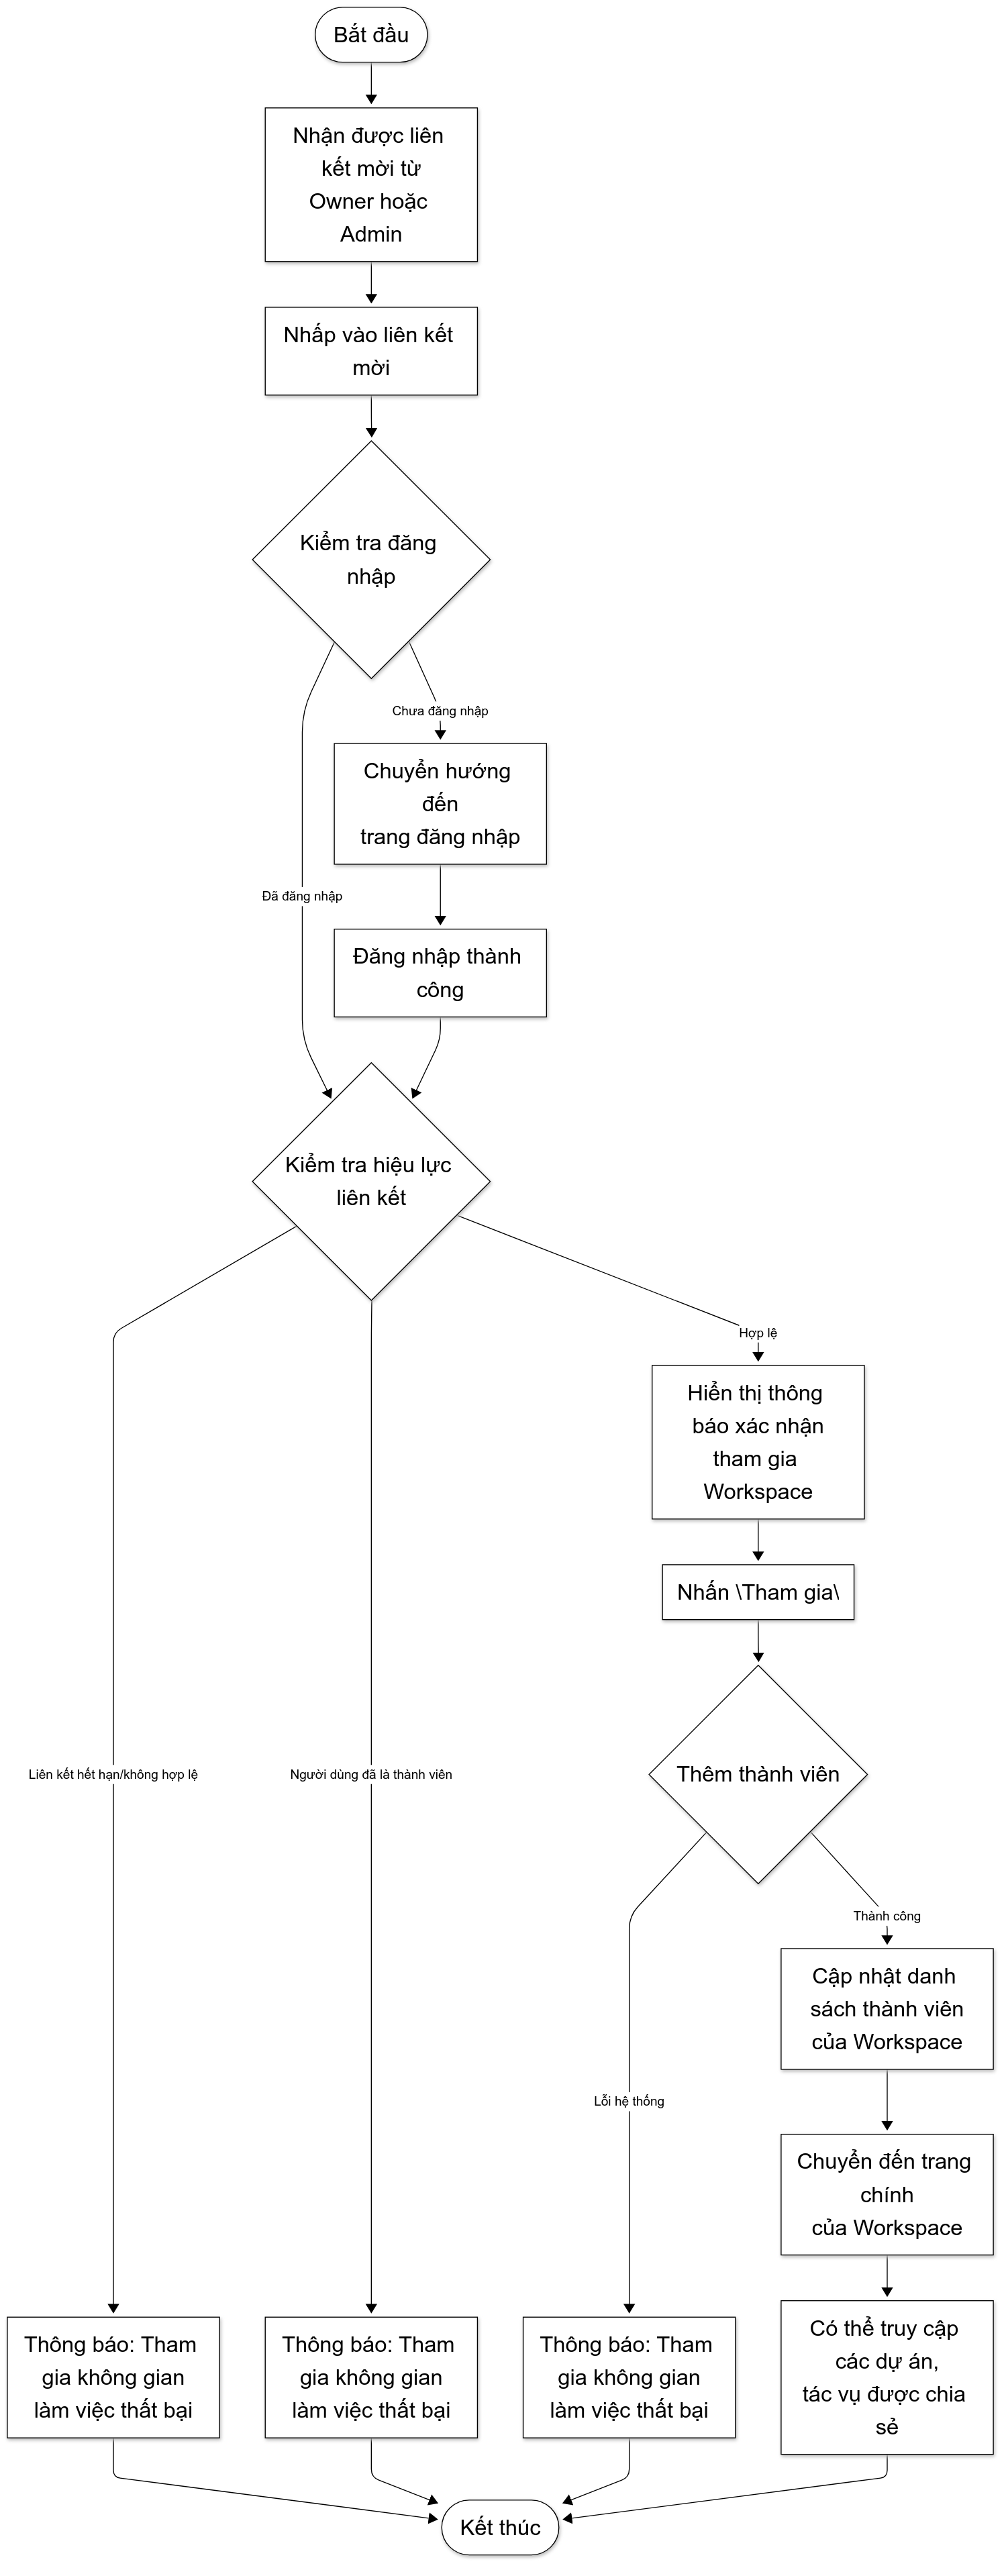 Bắt đầu
Nhận được liên
kết mời từ
Owner hoặc
Admin
Nhấp vào liên kết
mời
Kiểm tra đăng
nhập
Chưa đăng nhập
Chuyển hướng
đến
trang đăng nhập
Đã đăng nhập
Đăng nhập thành
công
Kiểm tra hiệu lực
liên kết
Hợp lệ
Hiển thị thông
báo xác nhận
tham gia
Workspace
Nhấn \Tham gia\
Liên kết hết hạn/không hợp lệ
Người dùng đã là thành viên
Thêm thành viên
Thành công
Cập nhật danh
sách thành viên
của Workspace
Lỗi hệ thống
Chuyển đến trang
chính
của Workspace
Thông báo: Tham
gia không gian
làm việc thất bại
Thông báo: Tham
gia không gian
làm việc thất bại
Thông báo: Tham
gia không gian
làm việc thất bại
Có thể truy cập
các dự án,
tác vụ được chia
sẻ
Kết thúc